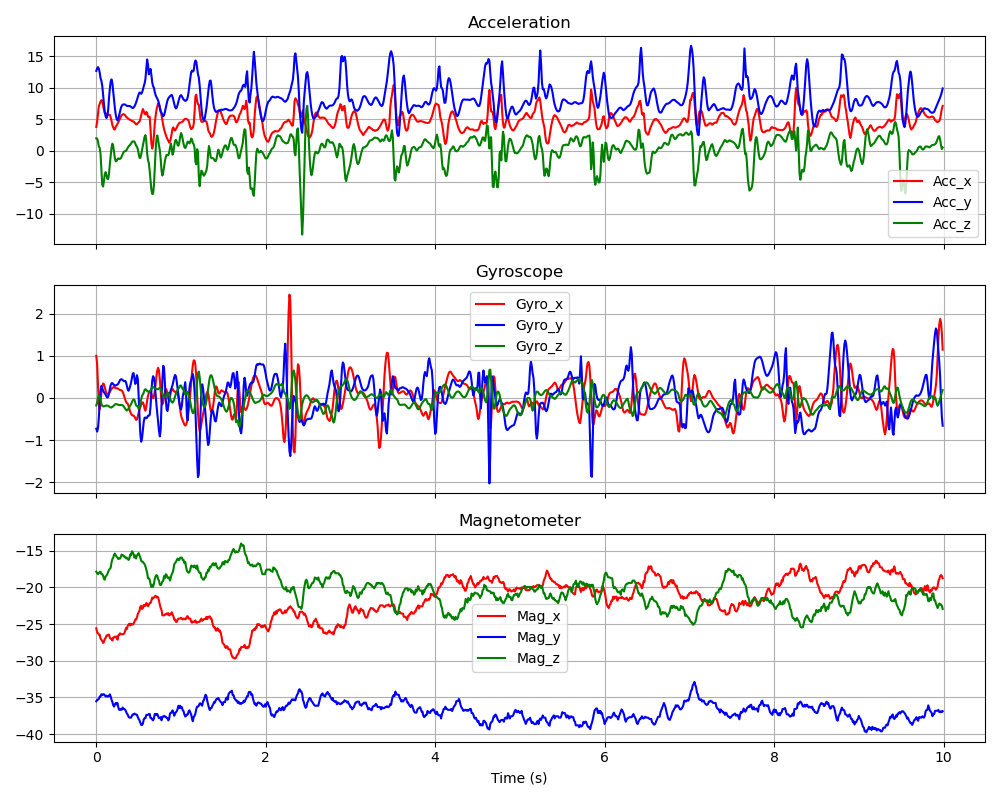 Acceleration
15
10
5
0
−5
−10
Acc_x
Acc_y
Acc_z
Gyroscope
2
1
0
−1
−2
Gyro_x
Gyro_y
Gyro_z
Magnetometer
−15
−20
−25
−30
−35
−40
Mag_x
Mag_y
Mag_z
0 2 4 6 8 10
Time (s)